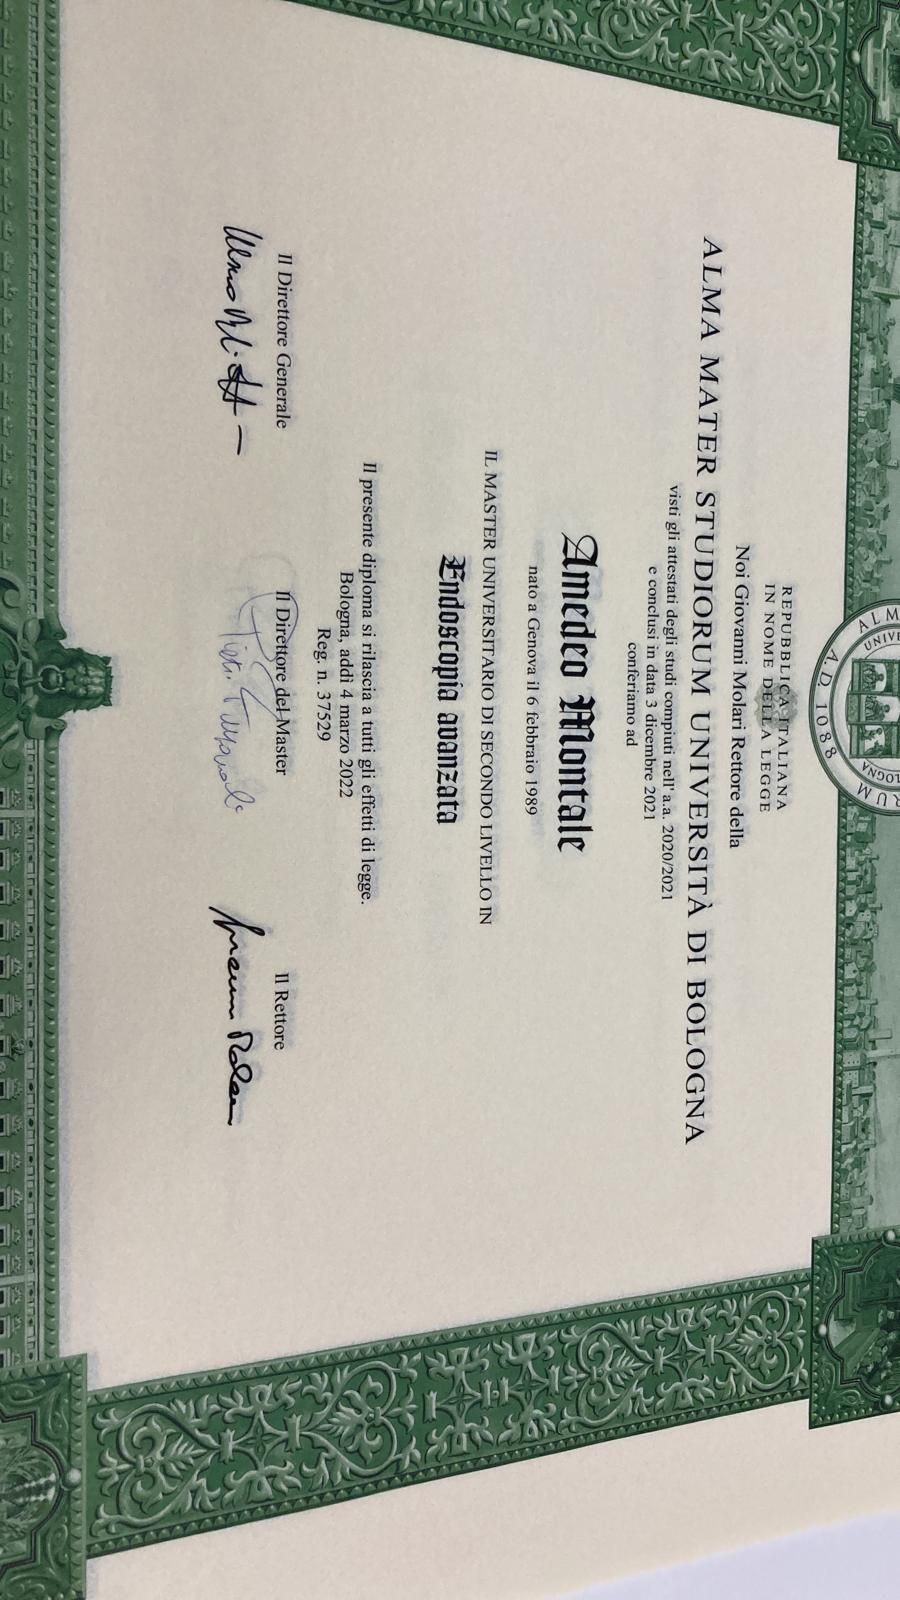 REPUBBLICA ITALIANA
IN NOME DELLA LEGGE
Noi Giovanni Molari Rettore della
ALMA MATER STUDIORUM UNIVERSITÀ DI BOLOGNA
visti gli attestati degli studi compiuti nell' a.a. 2020/2021
e conclusi in data 3 dicembre 2021
conferiamo ad
Amedeo Montale
nato a Genova il 6 febbraio 1989
IL MASTER UNIVERSITARIO DI SECONDO LIVELLO IN
Endoscopia avanzata
Il presente diploma si rilascia a tutti gli effetti di legge.
Bologna, addì 4 marzo 2022
Reg. n. 37529
Il Direttore Generale
Il Direttore del Master
Il Rettore
A.D. 1088